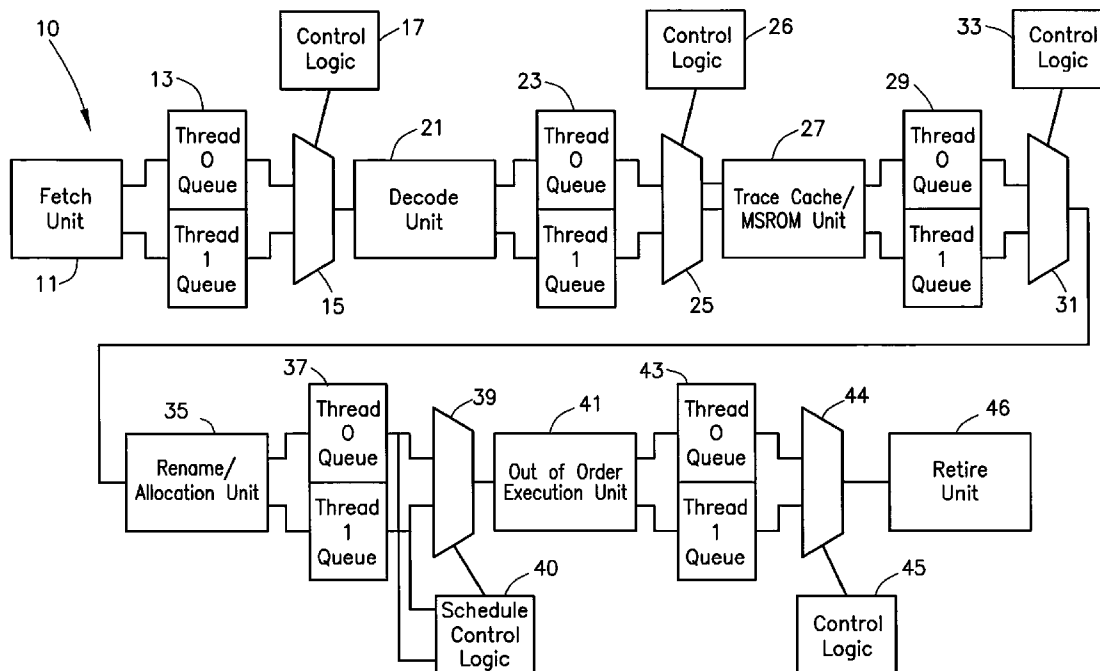 10
17
Control
Logic
26
Control
Logic
33
Control
Logic
13
Thread
0
Queue
Thread
1
Queue
21
23
Thread
0
Queue
Thread
1
Queue
27
29
Thread
0
Queue
Thread
1
Queue
Fetch
Unit
11
15
Decode
Unit
25
Trace Cache/
MSROM Unit
31
35
Rename/
Allocation Unit
37
Thread
0
Queue
Thread
1
Queue
39
41
Out of Order
Execution Unit
43
Thread
0
Queue
Thread
1
Queue
44
46
Retire
Unit
40
Schedule
Control
Logic
45
Control
Logic